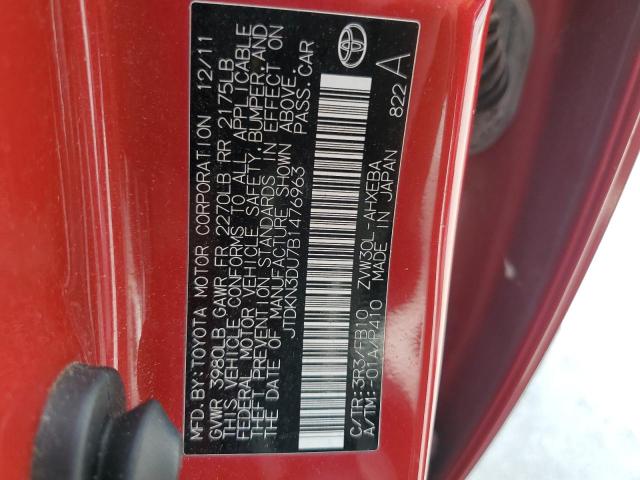 MFD. BY: TOYOTA MOTOR CORPORATION 12/11
GVWR 3980LB GAWR FR 2270LB RR 2175LB
THIS VEHICLE CONFORMS TO ALL APPLICABLE
FEDERAL MOTOR VEHICLE SAFETY, BUMPER, AND
THEFT PREVENTION STANDARDS IN EFFECT ON
THE DATE OF MANUFACTURE SHOWN ABOVE.
JTDKN3DU7B1476963 PASS. CAR
C/TR: 3R3/FB10 ZVW30L-AHXEBA
A/TM: -01A/P410 MADE IN JAPAN
822 A